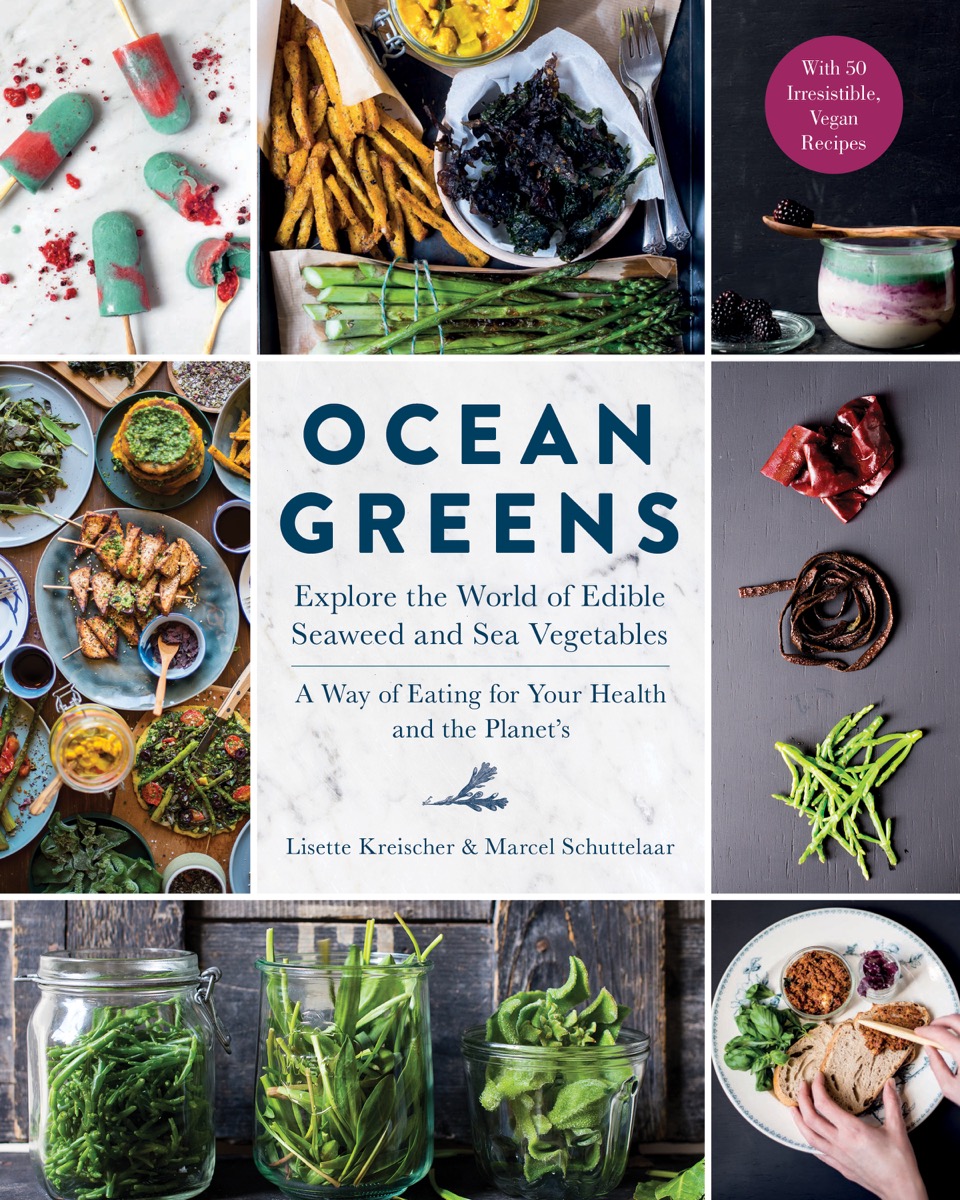 With 50
Irresistible,
Vegan
Recipes
OCEAN
GREENS
Explore the World of Edible
Seaweed and Sea Vegetables
A Way of Eating for Your Health
and the Planet's
Lisette Kreischer & Marcel Schuttelaar